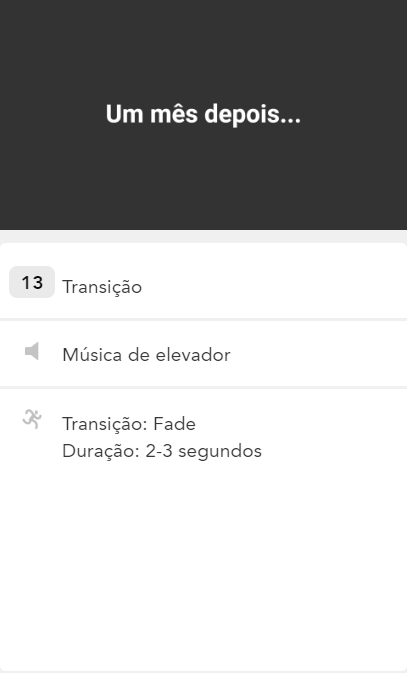 Um mês depois...
13 Transição
Música de elevador
Transição: Fade
Duração: 2-3 segundos